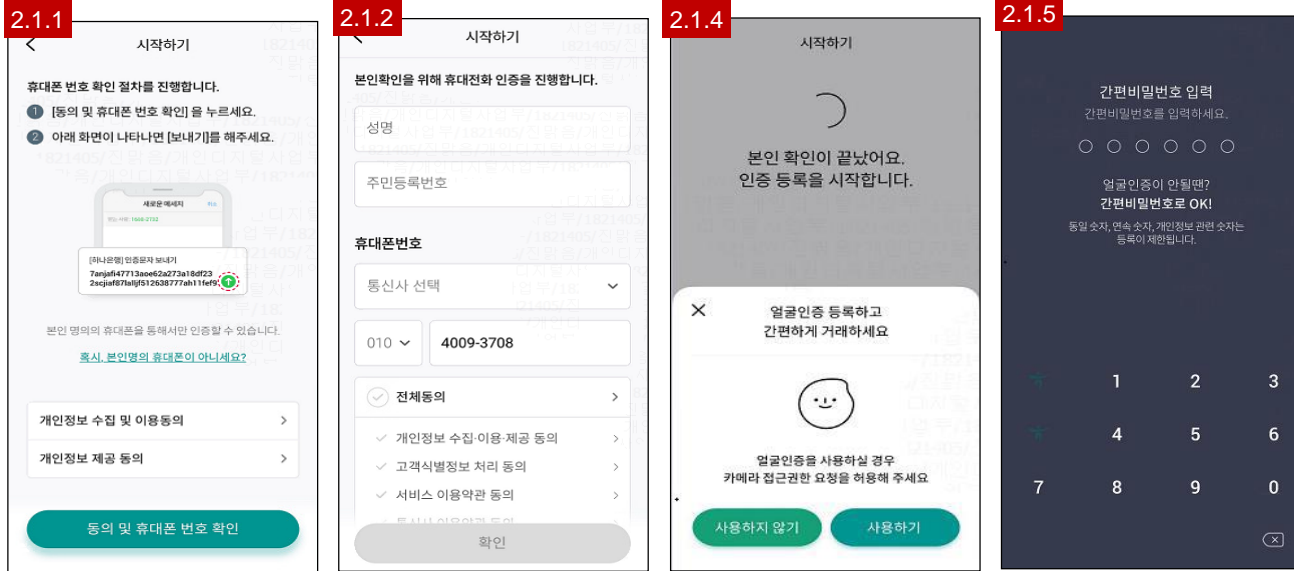 2.1.1
시작하기
휴대폰 번호 확인 절차를 진행합니다.
1 [동의 및 휴대폰 번호 확인] 을 누르세요.
2 아래 화면이 나타나면 [보내기]를 해주세요.
새로운 메세지
[하나은행] 인증문자 보내기
본인 명의의 휴대폰을 통해서만 인증할 수 있습니다.
혹시, 본인명의 휴대폰이 아니세요?
개인정보 수집 및 이용동의
개인정보 제공 동의
동의 및 휴대폰 번호 확인
2.1.2
시작하기
본인확인을 위해 휴대전화 인증을 진행합니다.
성명
주민등록번호
휴대폰번호
통신사 선택
010 4009-3708
전체동의
개인정보 수집·이용·제공 동의
고객식별정보 처리 동의
서비스 이용약관 동의
확인
2.1.4
시작하기
본인 확인이 끝났어요.
인증 등록을 시작합니다.
얼굴인증 등록하고
간편하게 거래하세요
얼굴인증을 사용하실 경우
카메라 접근권한 요청을 허용해 주세요
사용하지 않기 사용하기
2.1.5
간편비밀번호 입력
간편비밀번호를 입력하세요.
얼굴인증이 안될땐?
간편비밀번호로 OK!
동일 숫자, 연속 숫자, 개인정보 관련 숫자는
등록이 제한됩니다.
1 2 3
4 5 6
7 8 9 0